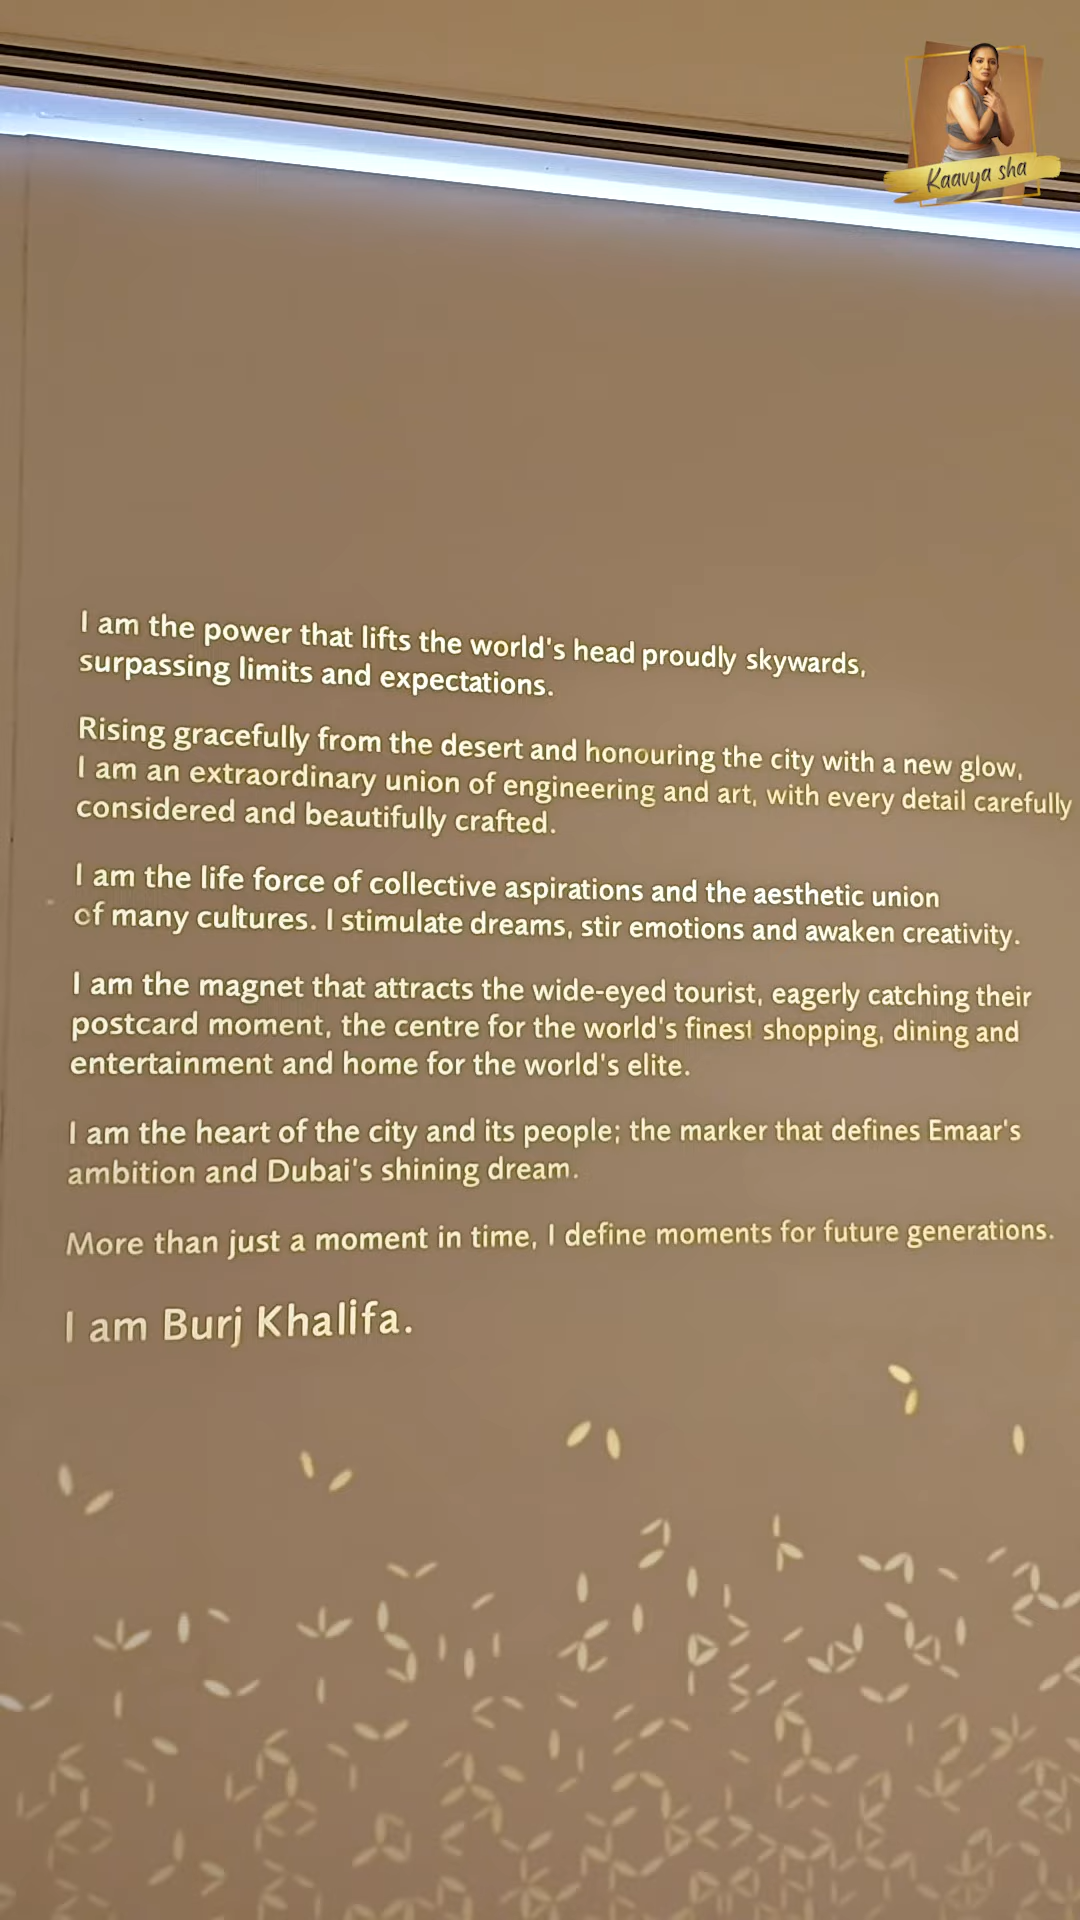 Kaavya sha
I am the power that lifts the world's head proudly skywards,
surpassing limits and expectations.
Rising gracefully from the desert and honouring the city with a new glow,
I am an extraordinary union of engineering and art, with every detail carefully
considered and beautifully crafted.
I am the life force of collective aspirations and the aesthetic union
of many cultures. I stimulate dreams, stir emotions and awaken creativity.
I am the magnet that attracts the wide-eyed tourist, eagerly catching their
postcard moment, the centre for the world's finest shopping, dining and
entertainment and home for the world's elite.
I am the heart of the city and its people; the marker that defines Emaar's
ambition and Dubai's shining dream.
More than just a moment in time, I define moments for future generations.
I am Burj Khalifa.